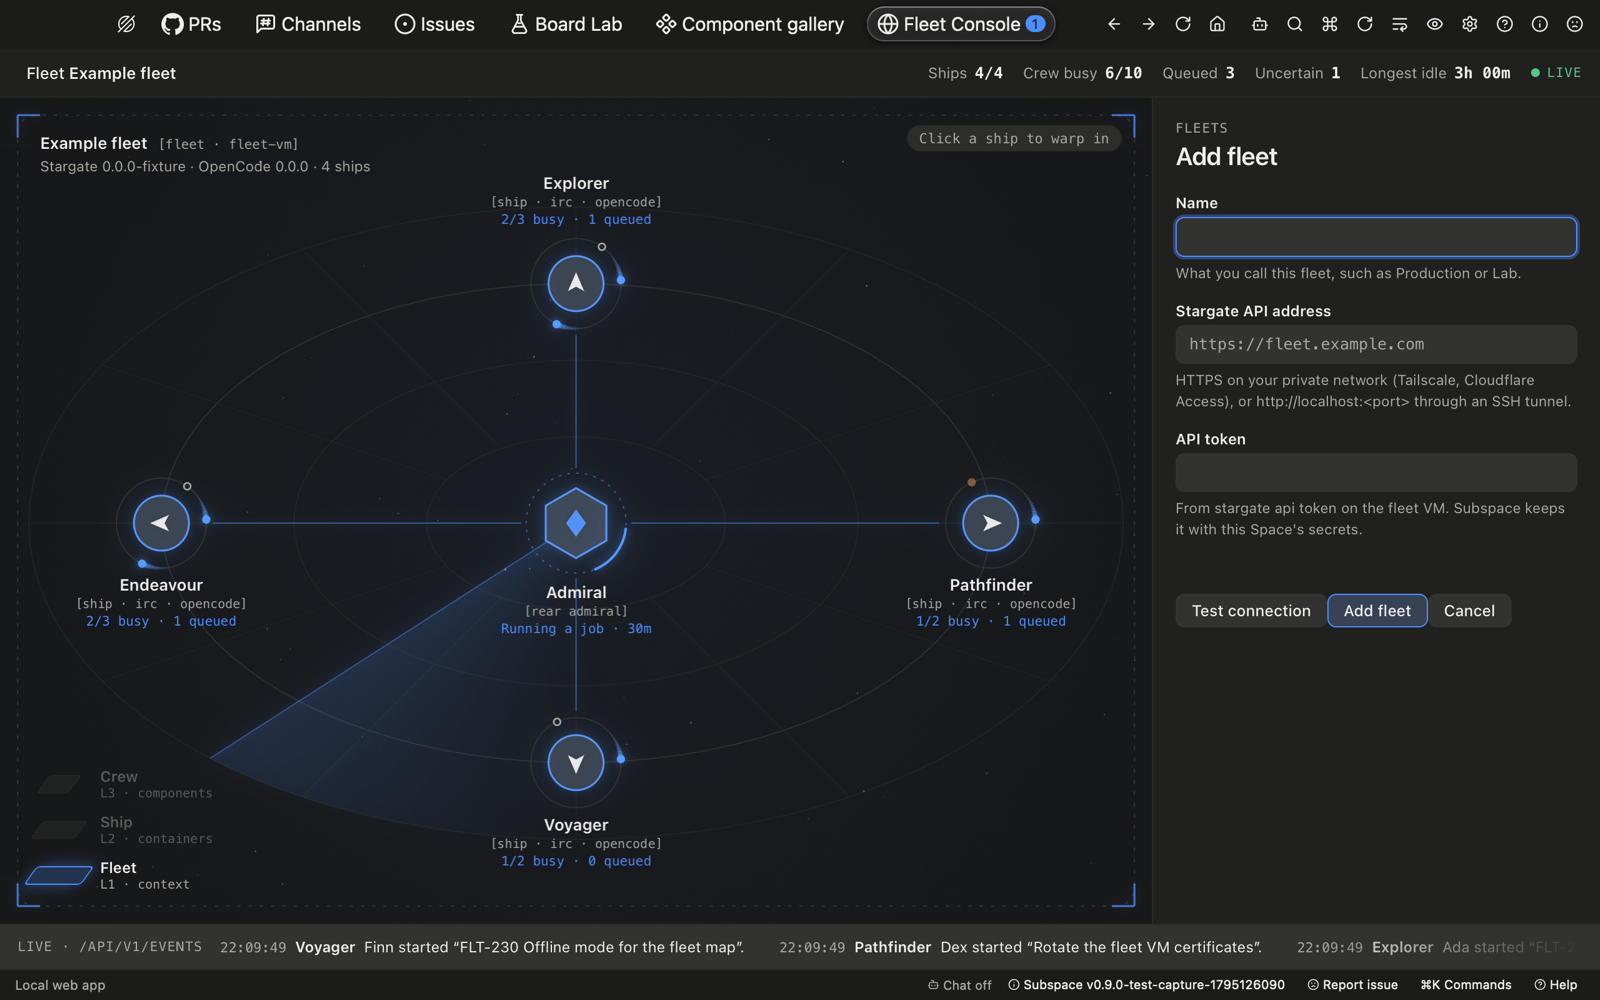 PRs Channels Issues Board Lab Component gallery Fleet Console 1
Fleet Example fleet
Ships 4/4 Crew busy 6/10 Queued 3 Uncertain 1 Longest idle 3h 00m LIVE
Example fleet [fleet · fleet-vm]
Stargate 0.0.0-fixture · OpenCode 0.0.0 · 4 ships
Click a ship to warp in
Explorer
[ship · irc · opencode]
2/3 busy · 1 queued
Endeavour
[ship · irc · opencode]
2/3 busy · 1 queued
Admiral
[rear admiral]
Running a job · 30m
Pathfinder
[ship · irc · opencode]
1/2 busy · 1 queued
Voyager
[ship · irc · opencode]
1/2 busy · 0 queued
Crew
L3 · components
Ship
L2 · containers
Fleet
L1 · context
FLEETS
Add fleet
Name
What you call this fleet, such as Production or Lab.
Stargate API address
https://fleet.example.com
HTTPS on your private network (Tailscale, Cloudflare
Access), or http://localhost:<port> through an SSH tunnel.
API token
From stargate api token on the fleet VM. Subspace keeps
it with this Space's secrets.
Test connection Add fleet Cancel
LIVE · /API/V1/EVENTS 22:09:49 Voyager Finn started “FLT-230 Offline mode for the fleet map”. 22:09:49 Pathfinder Dex started “Rotate the fleet VM certificates”. 22:09:49 Explorer Ada started “FLT-2
Local web app
Chat off Subspace v0.9.0-test-capture-1795126090 Report issue ⌘K Commands Help